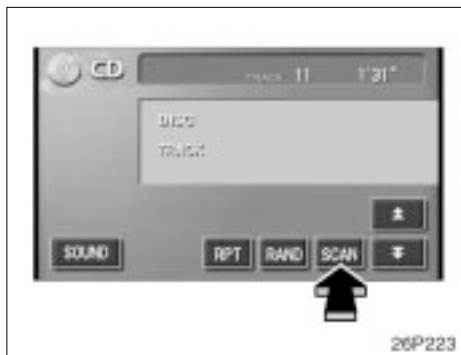 CD TRACK 11 1'31"
DISC
TRACK
SOUND RPT RAND SCAN
26P223